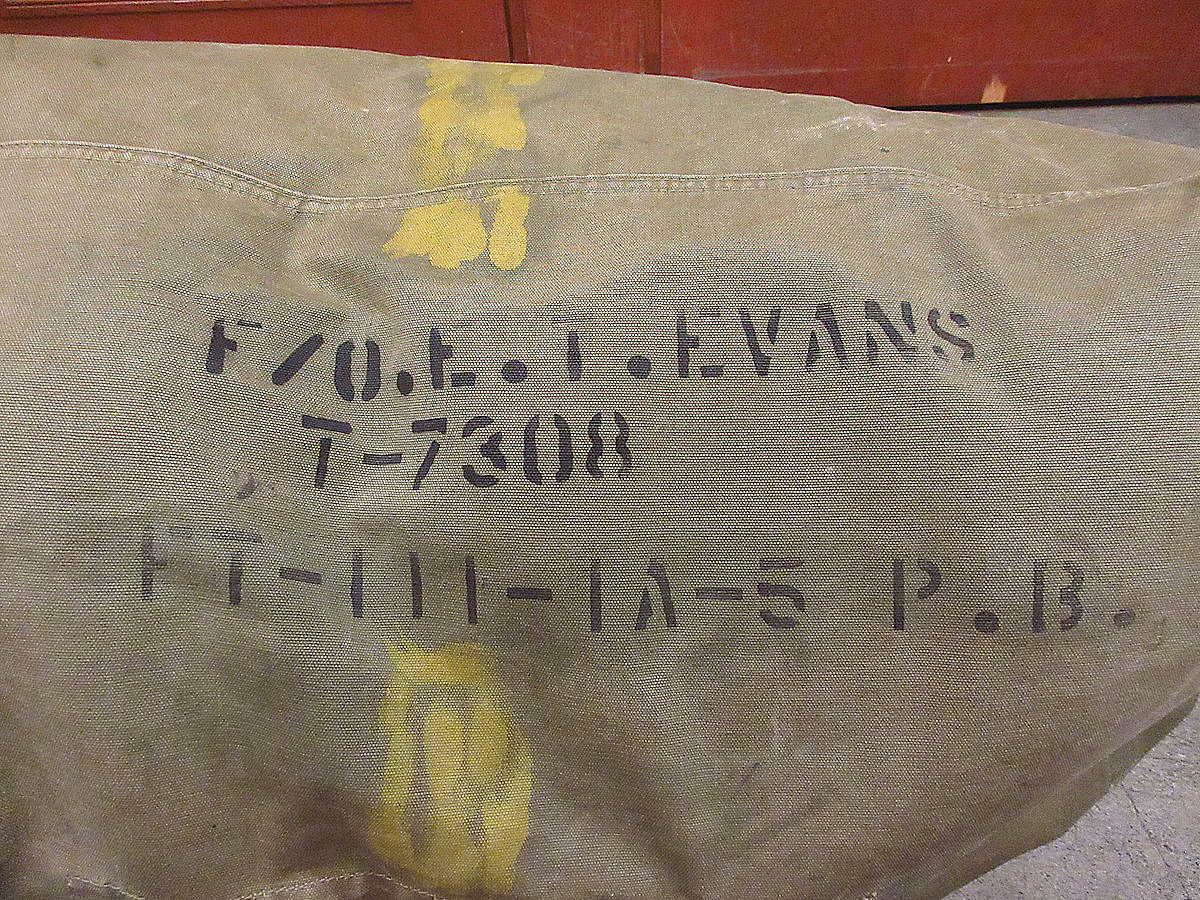 F/O.E.T.EVANS
T-7308
FT-111-1A-5 P.B.